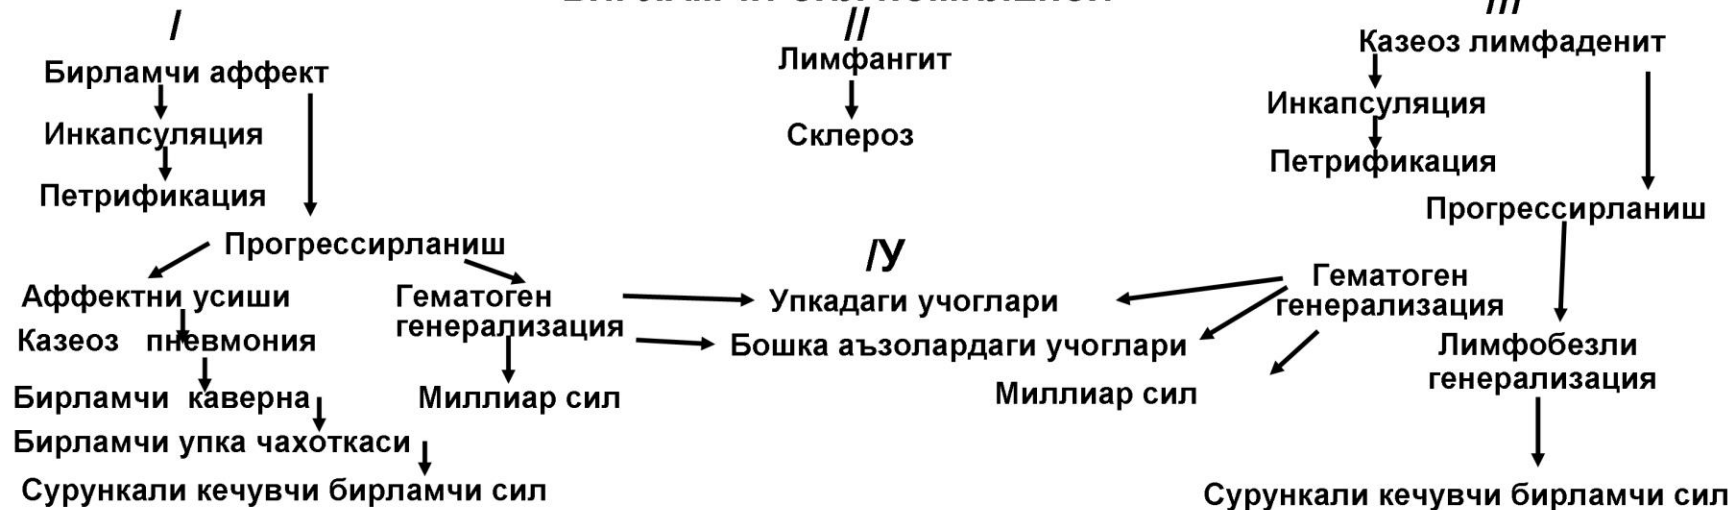 /
Бирламчи аффект
Инкапсуляция
Петрификация
Прогрессирланиш
Аффектни усиши
Казеоз пневмония
Бирламчи каверна
Бирламчи упка чахоткаси
Сурункали кечувчи бирламчи сил
Гематоген
генерализация
Миллиар сил
//
Лимфангит
Склероз
/У
Упкадаги учоглари
Бошка аъзолардаги учоглари
Миллиар сил
///
Казеоз лимфаденит
Инкапсуляция
Петрификация
Прогрессирланиш
Гематоген
генерализация
Лимфобезли
генерализация
Сурункали кечувчи бирламчи сил